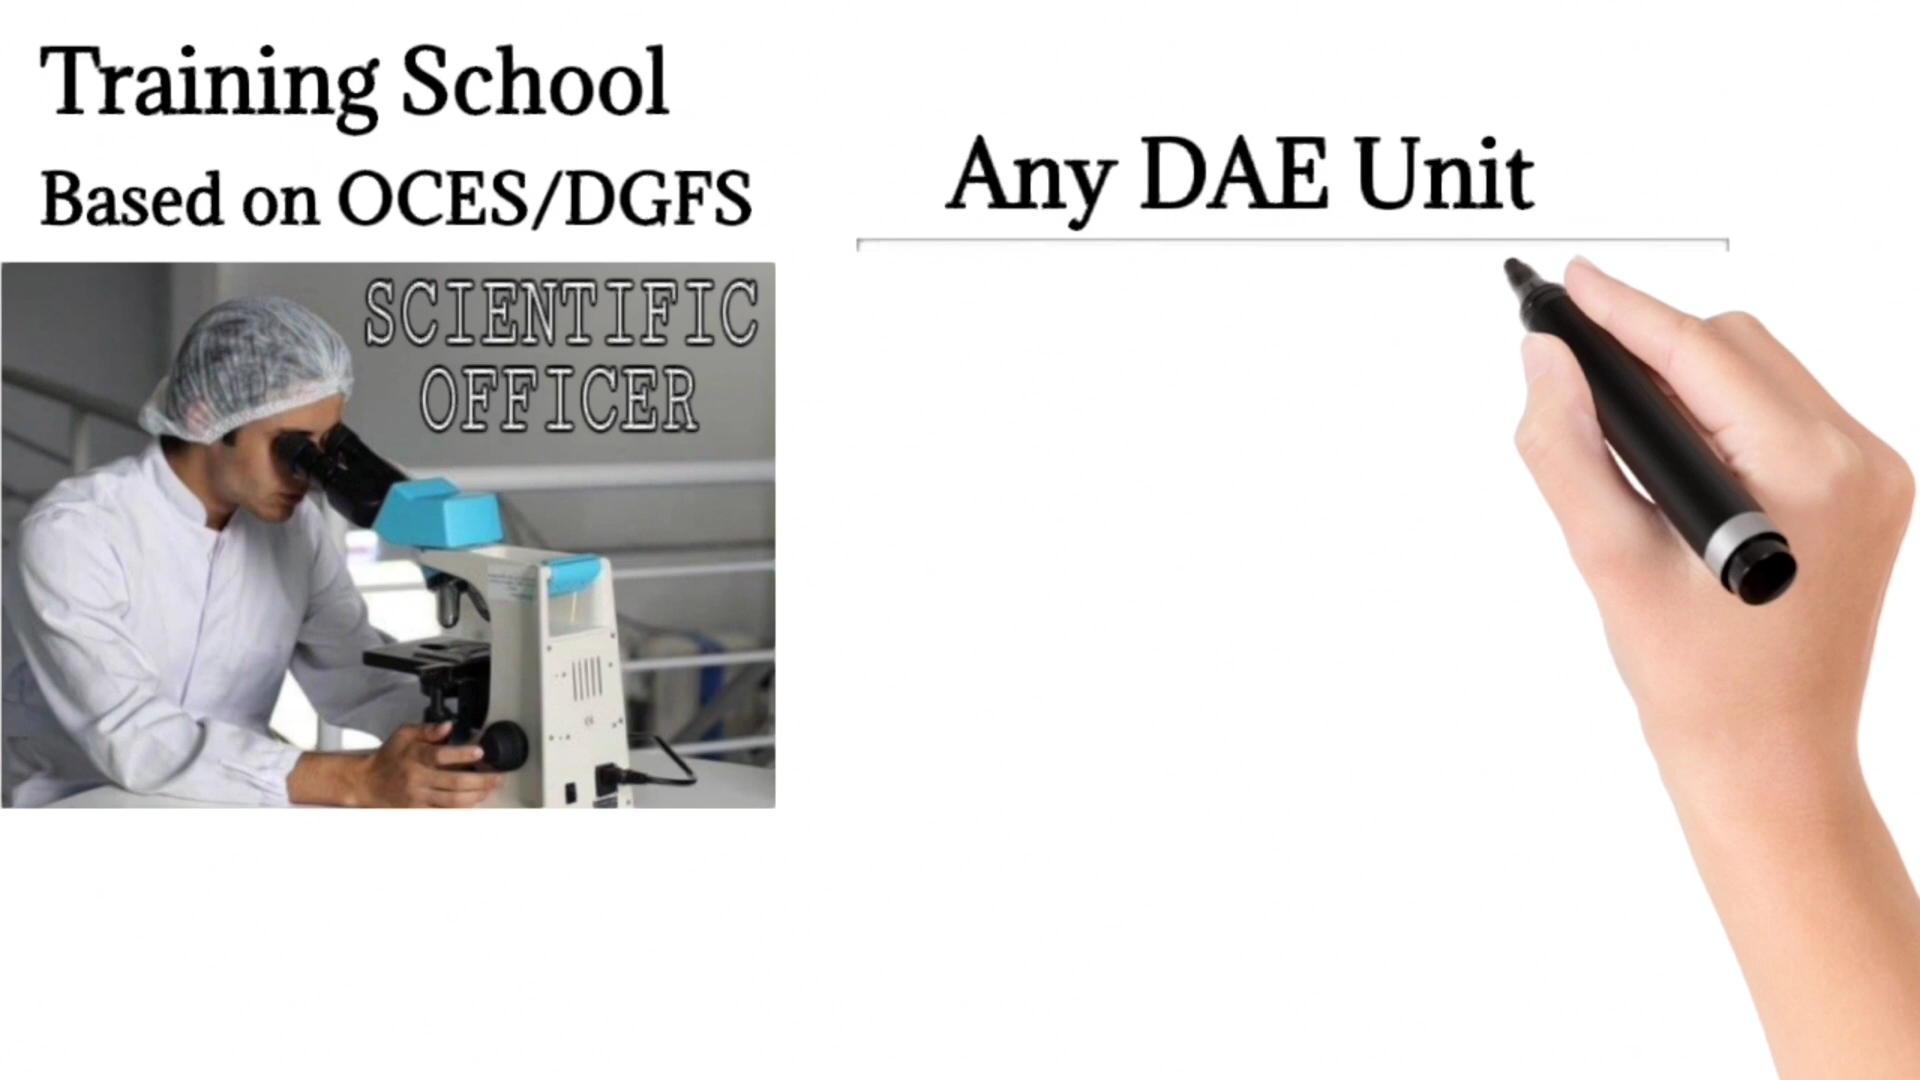 Training School
Based on OCES/DGFS
SCIENTIFIC
OFFICER
Any DAE Unit